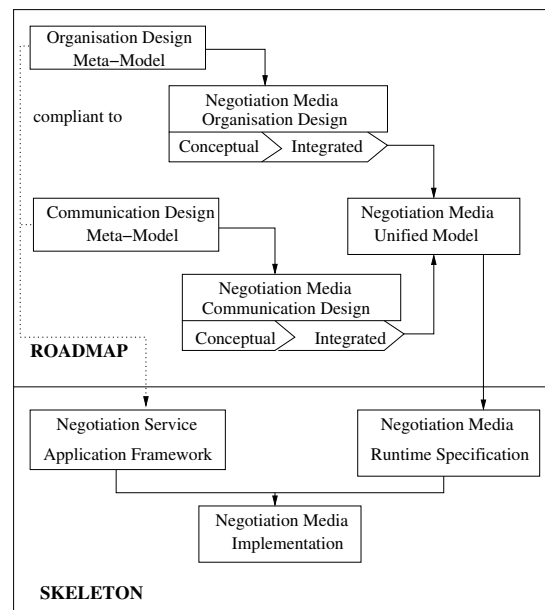 Organisation Design
Meta−Model
compliant to
Negotiation Media
Organisation Design
Conceptual
Integrated
Communication Design
Meta−Model
Negotiation Media
Unified Model
Negotiation Media
Communication Design
Conceptual
Integrated
ROADMAP
Negotiation Service
Application Framework
Negotiation Media
Runtime Specification
Negotiation Media
Implementation
SKELETON